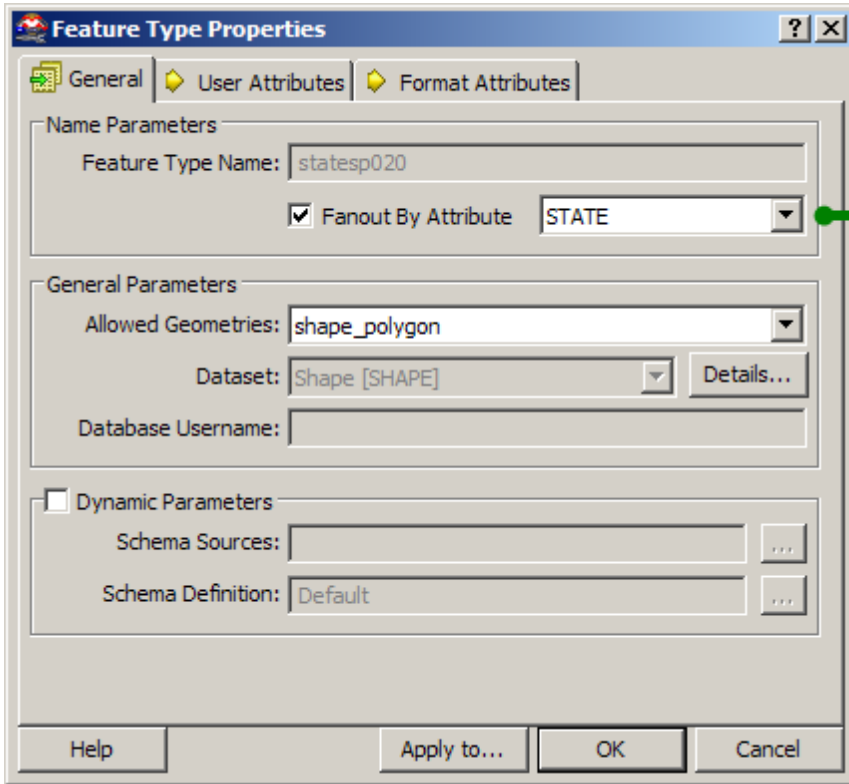 Feature Type Properties
General User Attributes Format Attributes
Name Parameters
Feature Type Name: statesp020
Fanout By Attribute STATE
General Parameters
Allowed Geometries: shape_polygon
Dataset: Shape [SHAPE] Details...
Database Username:
Dynamic Parameters
Schema Sources: ...
Schema Definition: Default ...
Help Apply to... OK Cancel